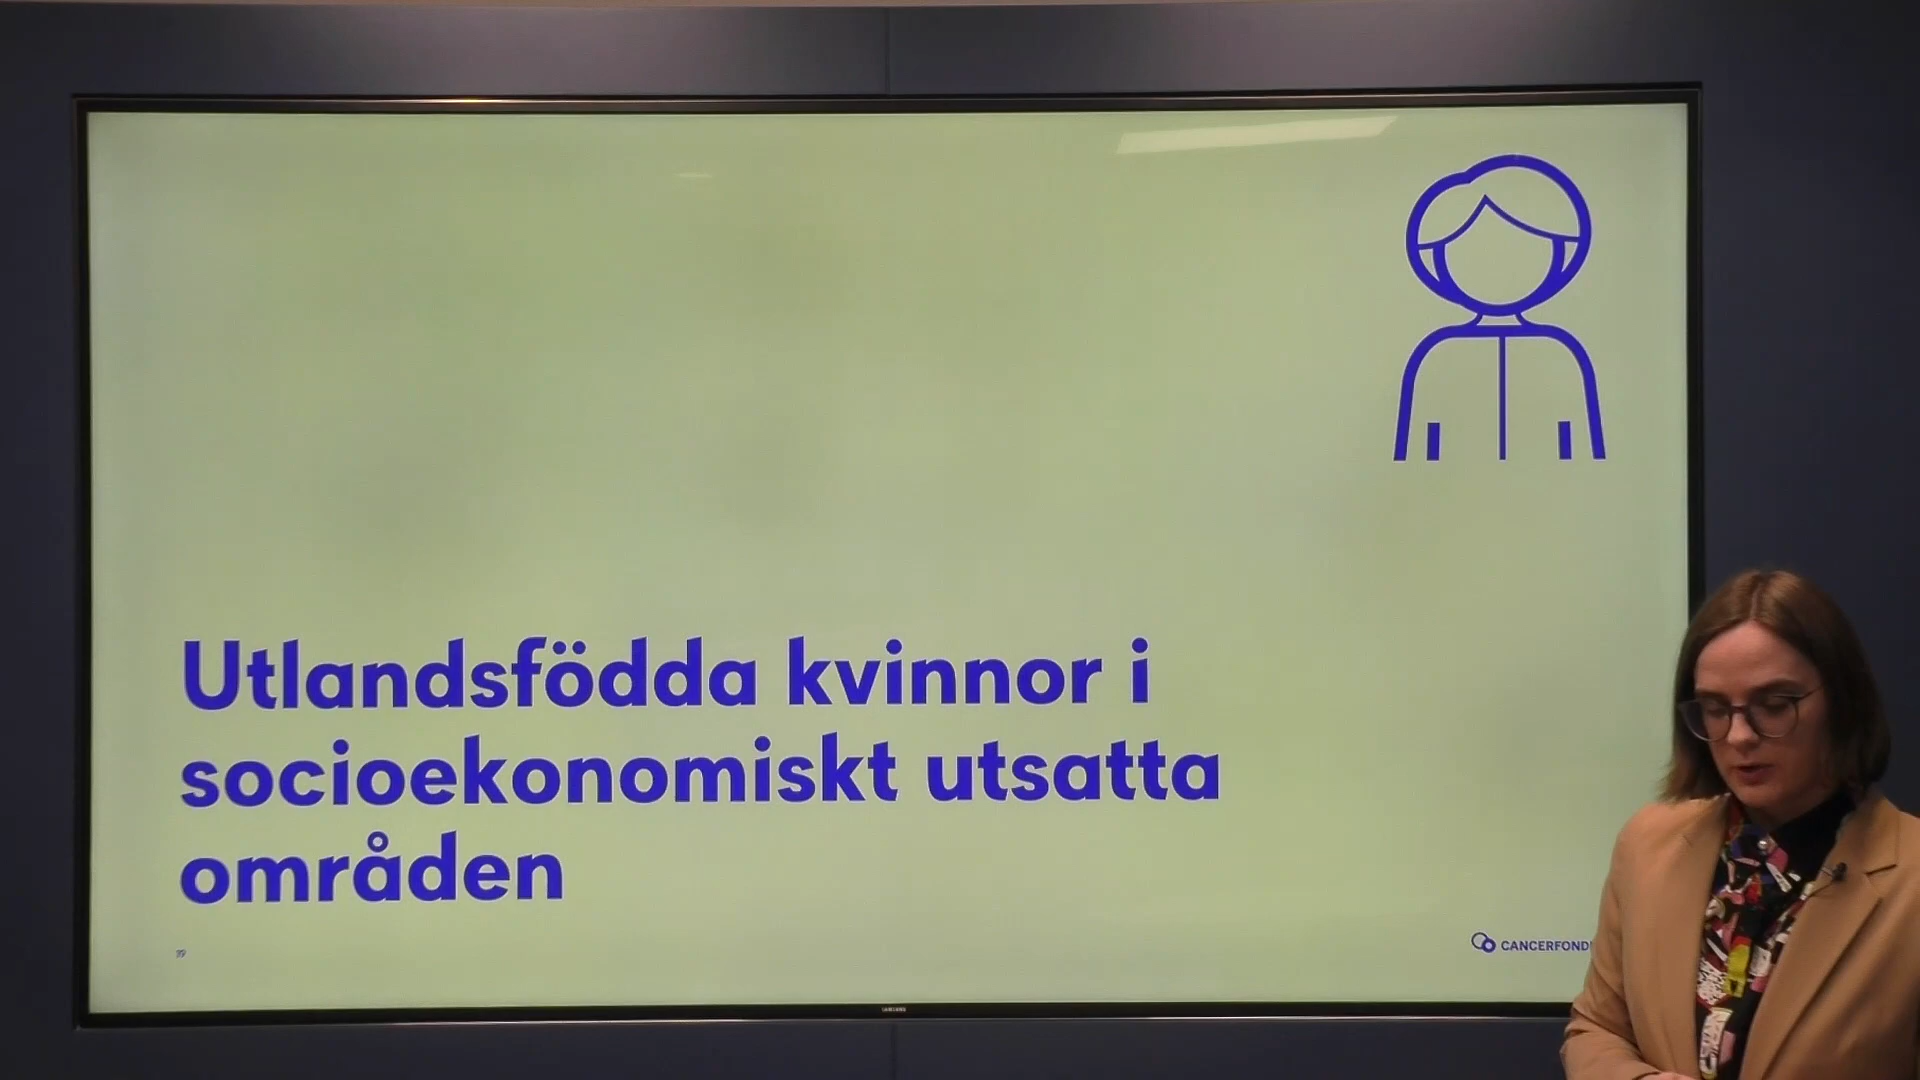 Utlandsfödda kvinnor i
socioekonomiskt utsatta
områden
CANCERFOND